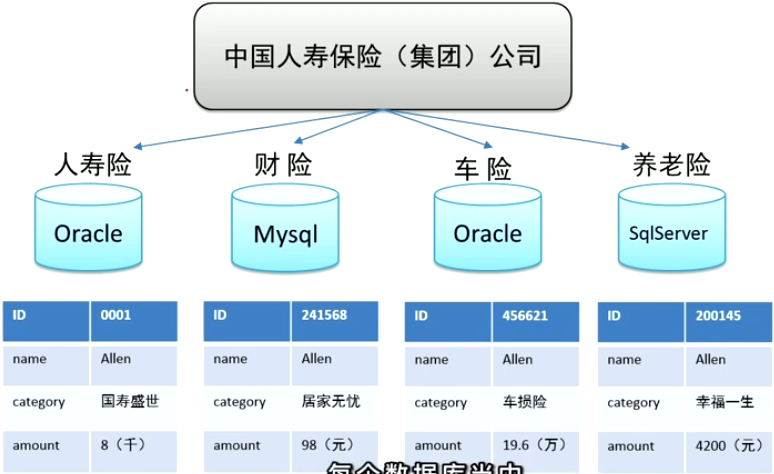 中国人寿保险（集团）公司
人寿险 财 险 车 险 养老险
Oracle Mysql Oracle SqlServer
ID 0001 ID 241568 ID 456621 ID 200145
name Allen name Allen name Allen name Allen
category 国寿盛世 category 居家无忧 category 车损险 category 幸福一生
amount 8（千） amount 98（元） amount 19.6（万） amount 4200（元）
每个数据库当中